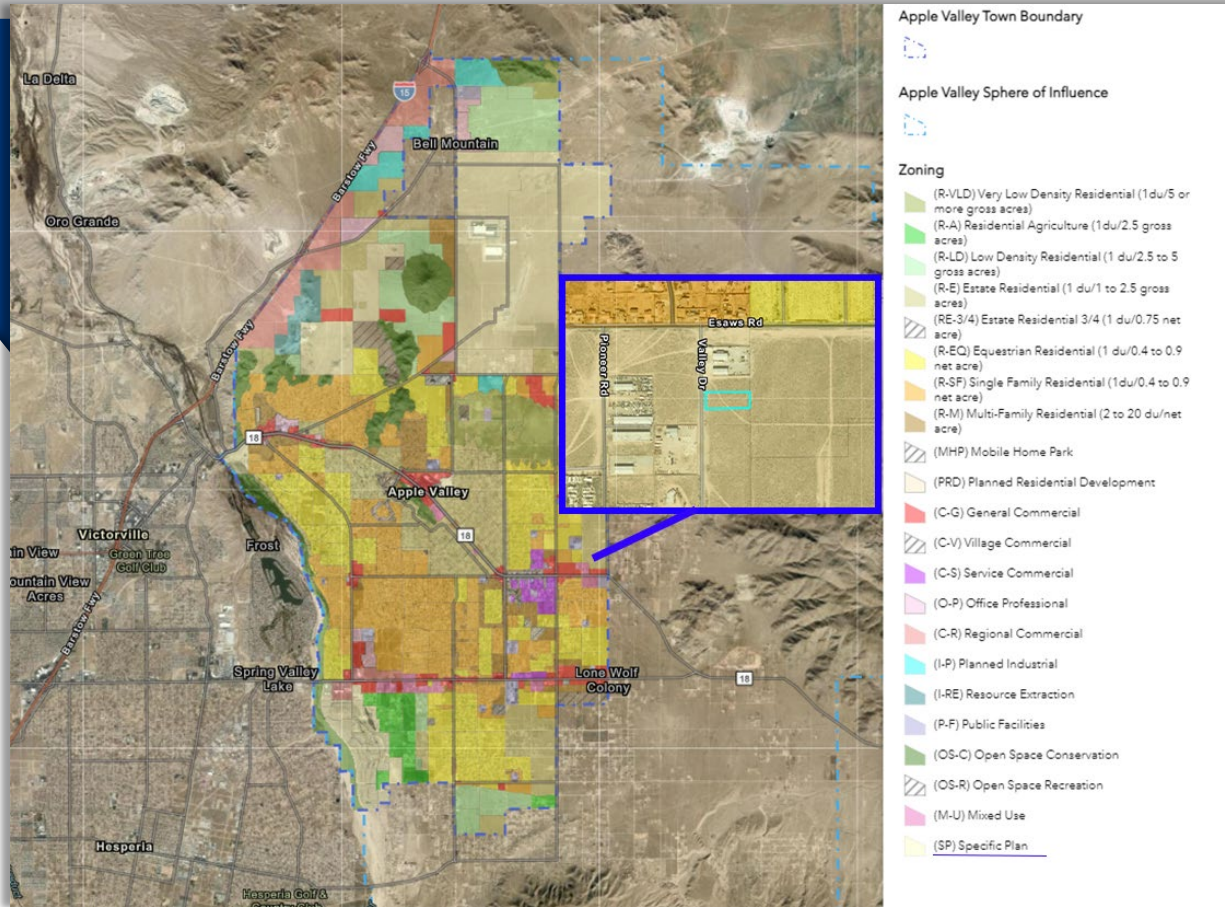 La Delta
15
Bell Mountain
Barstow Fwy
Oro Grande
Barstow Fwy
Esaws Rd
Pioneer Rd
Valley Dr
18
Apple Valley
18
Victorville
Green Tree
Golf Club
Frost
View
Mountain View
Acres
Barstow Fwy
Spring Valley
Lake
Lone Wolf
Colony
18
Hesperia
Hesperia Golf &
Country Club
Apple Valley Town Boundary
Apple Valley Sphere of Influence
Zoning
(R-VLD) Very Low Density Residential (1du/5 or
more gross acres)
(R-A) Residential Agriculture (1du/2.5 gross
acres)
(R-LD) Low Density Residential (1 du/2.5 to 5
gross acres)
(R-E) Estate Residential (1 du/1 to 2.5 gross
acres)
(RE-3/4) Estate Residential 3/4 (1 du/0.75 net
acre)
(R-EQ) Equestrian Residential (1 du/0.4 to 0.9
net acre)
(R-SF) Single Family Residential (1du/0.4 to 0.9
net acre)
(R-M) Multi-Family Residential (2 to 20 du/net
acre)
(MHP) Mobile Home Park
(PRD) Planned Residential Development
(C-G) General Commercial
(C-V) Village Commercial
(C-S) Service Commercial
(O-P) Office Professional
(C-R) Regional Commercial
(I-P) Planned Industrial
(I-RE) Resource Extraction
(P-F) Public Facilities
(OS-C) Open Space Conservation
(OS-R) Open Space Recreation
(M-U) Mixed Use
(SP) Specific Plan